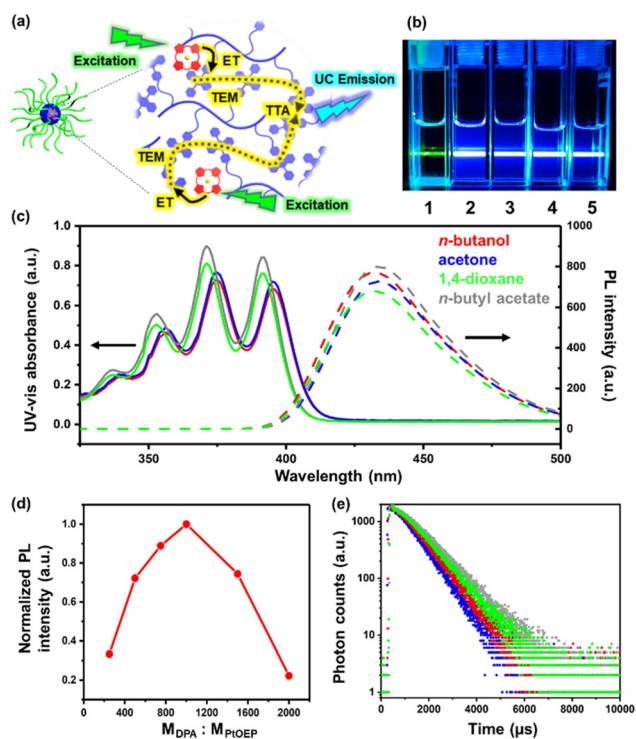 (a)
Excitation
ET
TEM
TTA
UC Emission
TEM
ET
Excitation
(b)
1 2 3 4 5
(c)
UV-vis absorbance (a.u.)
1.0
0.8
0.6
0.4
0.2
0.0
n-butanol
acetone
1,4-dioxane
n-butyl acetate
1000
800
600
400
200
0
PL intensity (a.u.)
350 400 450 500
Wavelength (nm)
(d)
Normalized PL
intensity (a.u.)
1.0
0.8
0.6
0.4
0.2
0 400 800 1200 1600 2000
MDPA : MPtOEP
(e)
Photon counts (a.u.)
1000
100
10
1
0 2000 4000 6000 8000 10000
Time (µs)